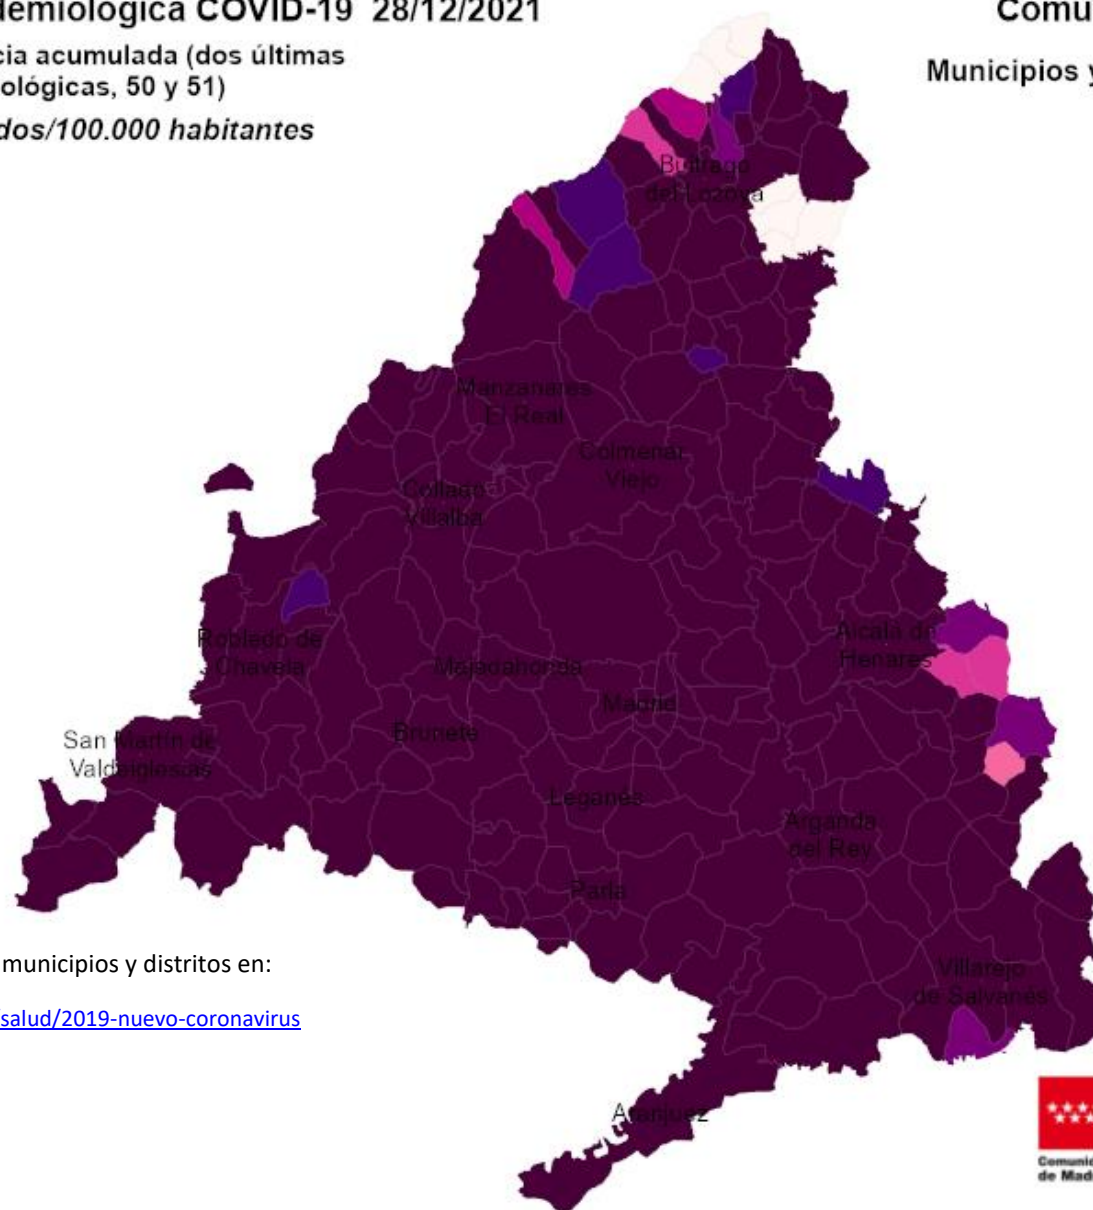 demiológica COVID-19 28/12/2021
Comu
cia acumulada (dos últimas
ológicas, 50 y 51)
Municipios y
dos/100.000 habitantes
Buitrago
del Lozoya
Manzanares
El Real
Colmenar
Viejo
Collado
Villalba
Robledo de
Chavela
Alcalá de
Henares
Majadahonda
Madrid
Brunete
San Martín de
Valdeiglesias
Leganés
Arganda
del Rey
Parla
Villarejo
de Salvanés
municipios y distritos en:
salud/2019-nuevo-coronavirus
Aranjuez
Comunid
de Mad